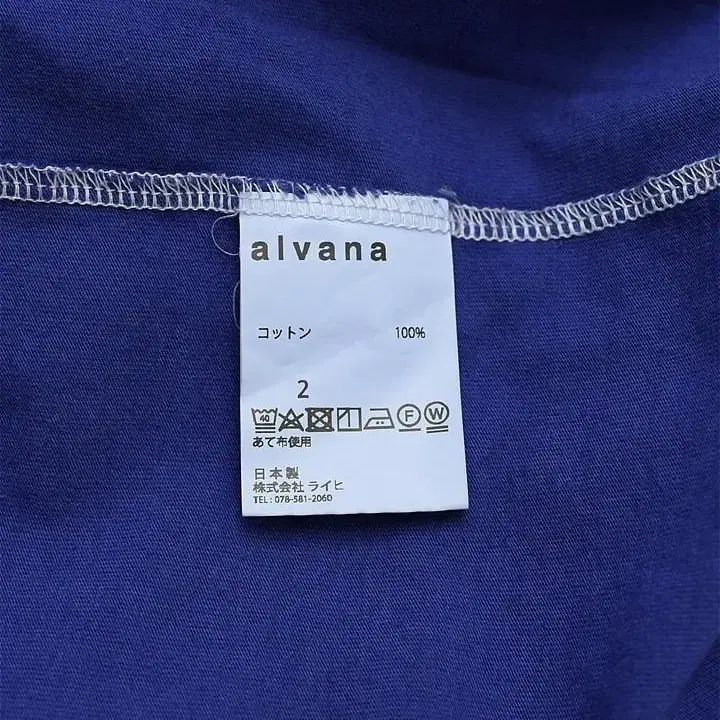 alvana
コットン 100%
2
40 F W
あて布使用
日本製
株式会社 ライヒ
TEL : 078-581-2060